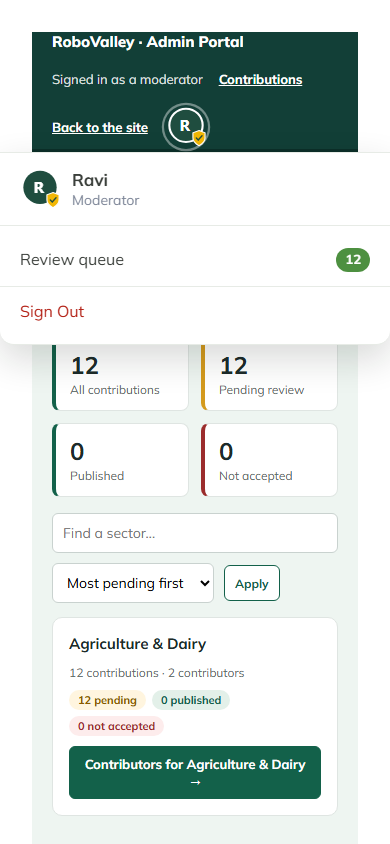 RoboValley · Admin Portal
Signed in as a moderator Contributions
Back to the site R
R Ravi
Moderator
Review queue 12
Sign Out
12 12
All contributions Pending review
0 0
Published Not accepted
Find a sector...
Most pending first Apply
Agriculture & Dairy
12 contributions · 2 contributors
12 pending 0 published
0 not accepted
Contributors for Agriculture & Dairy
→